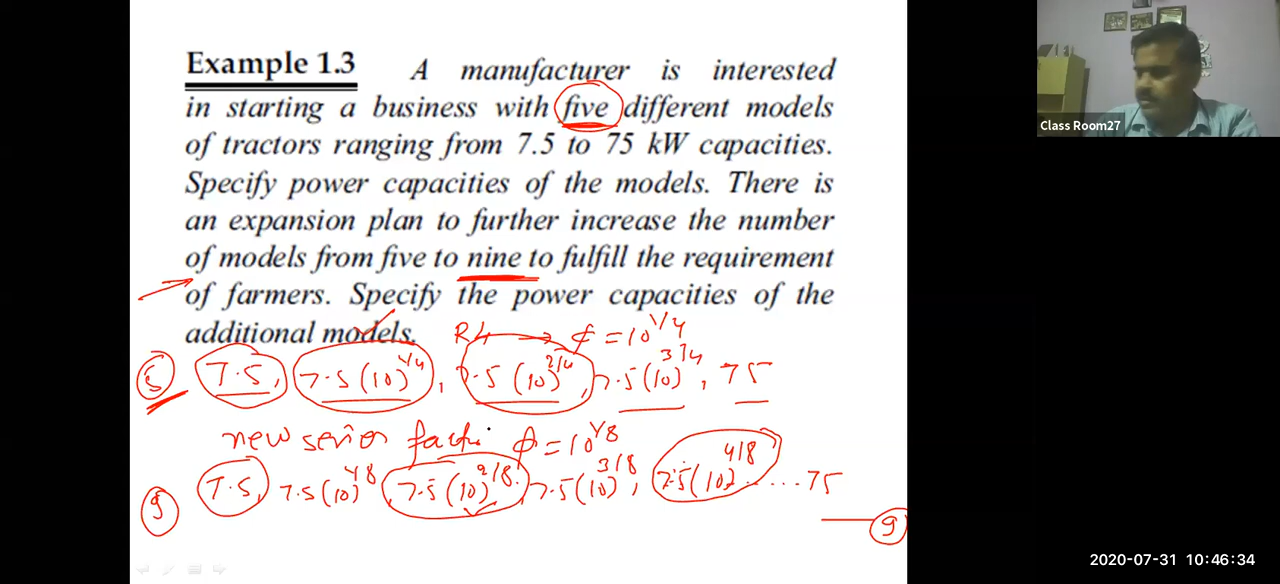 Example 1.3 A manufacturer is interested
in starting a business with five different models
of tractors ranging from 7.5 to 75 kW capacities.
Specify power capacities of the models. There is
an expansion plan to further increase the number
of models from five to nine to fulfill the requirement
of farmers. Specify the power capacities of the
additional models.
R4 → φ = 10^1/4
5 7.5, 7.5(10)^1/4, 7.5(10)^2/4, 7.5(10)^3/4, 75
new series factor φ = 10^1/8
9 7.5, 7.5(10)^1/8, 7.5(10)^2/8, 7.5(10)^3/8, 7.5(10)^4/8 ...... 75
9
Class Room27
2020-07-31 10:46:34